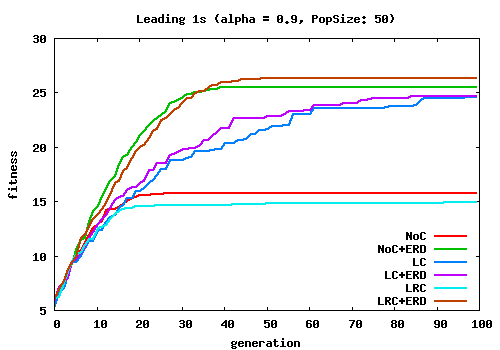 Leading 1s (alpha = 0.9, PopSize: 50)
30
25
20
15
10
5
fitness
NoC
NoC+ERD
LC
LC+ERD
LRC
LRC+ERD
0 10 20 30 40 50 60 70 80 90 100
generation